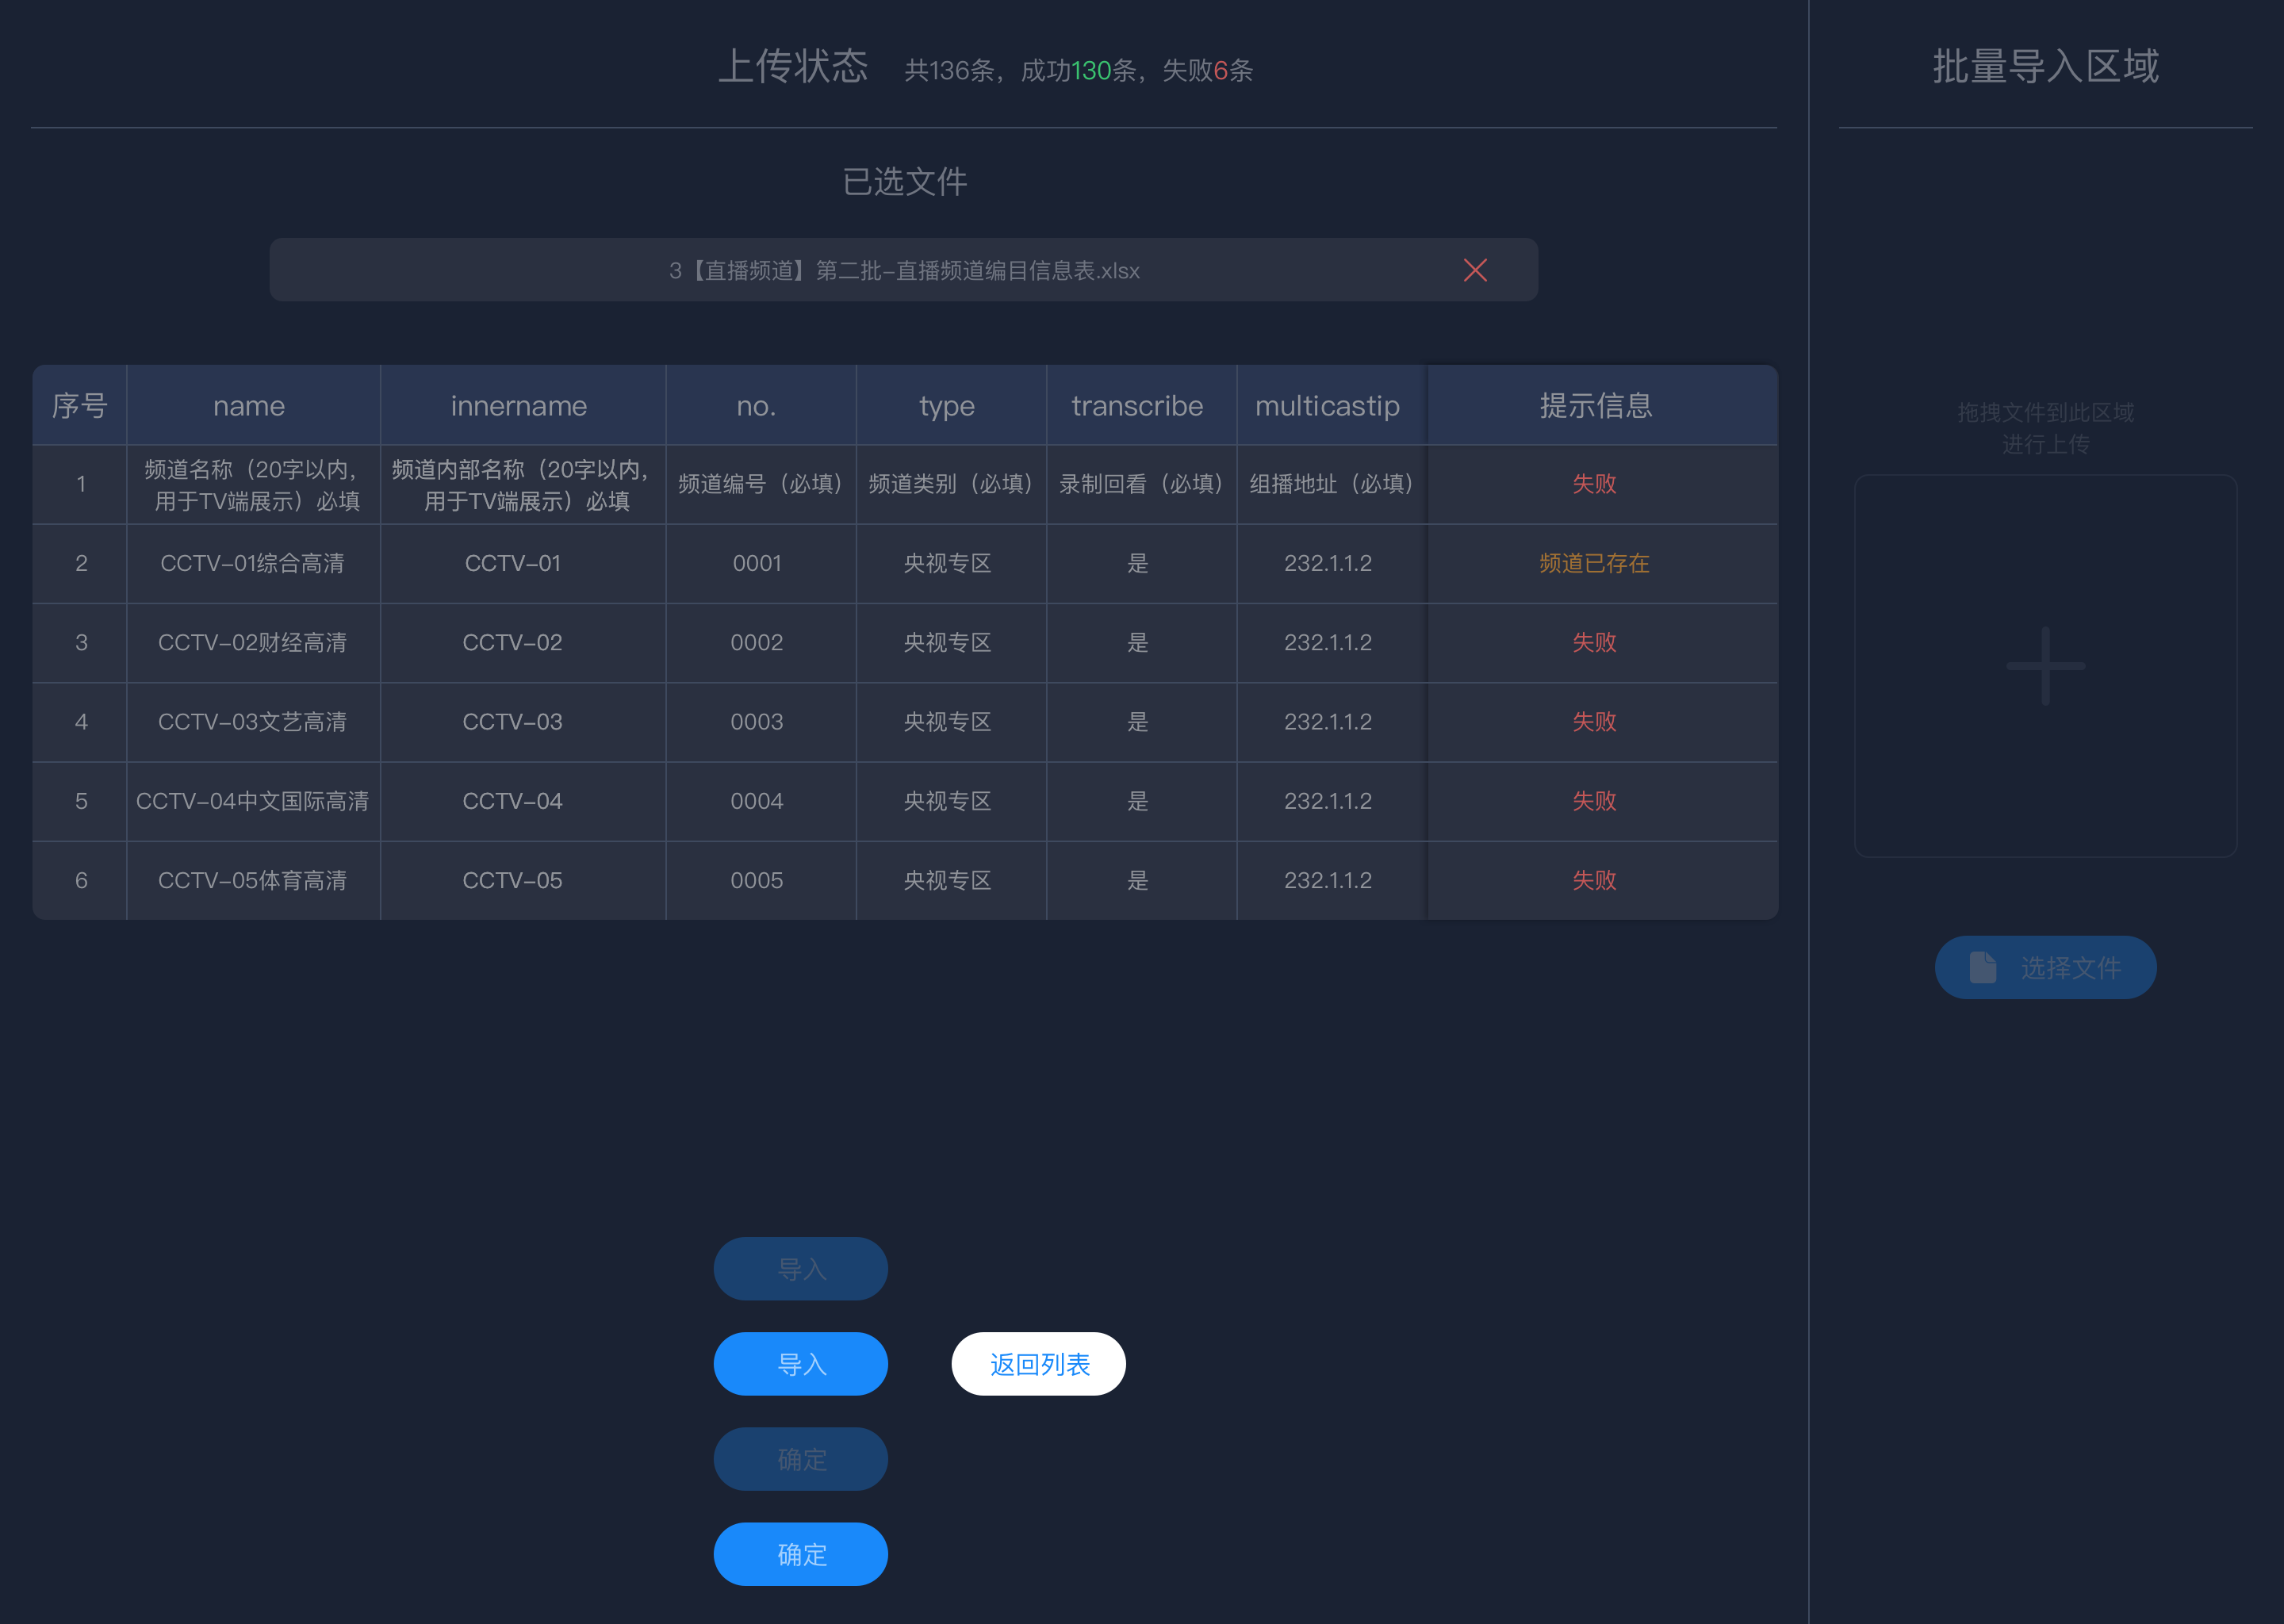 上传状态 共136条，成功130条，失败6条
批量导入区域
已选文件
3【直播频道】第二批-直播频道编目信息表.xlsx
序号 name innername no. type transcribe multicastip 提示信息
1 频道名称（20字以内，用于TV端展示）必填 频道内部名称（20字以内，用于TV端展示）必填 频道编号（必填） 频道类别（必填） 录制回看（必填） 组播地址（必填） 失败
2 CCTV-01综合高清 CCTV-01 0001 央视专区 是 232.1.1.2 频道已存在
3 CCTV-02财经高清 CCTV-02 0002 央视专区 是 232.1.1.2 失败
4 CCTV-03文艺高清 CCTV-03 0003 央视专区 是 232.1.1.2 失败
5 CCTV-04中文国际高清 CCTV-04 0004 央视专区 是 232.1.1.2 失败
6 CCTV-05体育高清 CCTV-05 0005 央视专区 是 232.1.1.2 失败
拖拽文件到此区域
进行上传
选择文件
导入
导入 返回列表
确定
确定